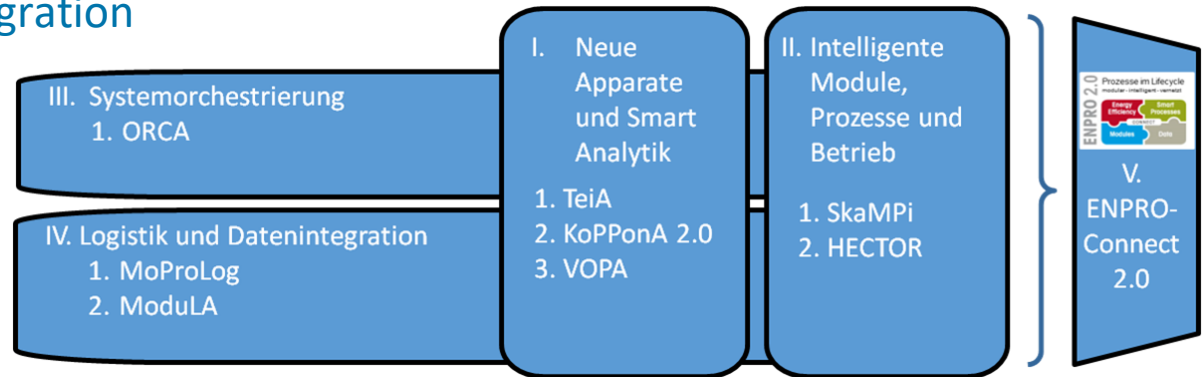 gration
III. Systemorchestrierung
1. ORCA
IV. Logistik und Datenintegration
1. MoProLog
2. ModuLA
I. Neue
Apparate
und Smart
Analytik
1. TeiA
2. KoPPonA 2.0
3. VOPA
II. Intelligente
Module,
Prozesse und
Betrieb
1. SkaMPi
2. HECTOR
ENPRO 2.0
Prozesse im Lifecycle
modular - intelligent - vernetzt
Energy
Efficiency
Smart
Processes
CONNECT
Modules
Data
V.
ENPRO-
Connect
2.0